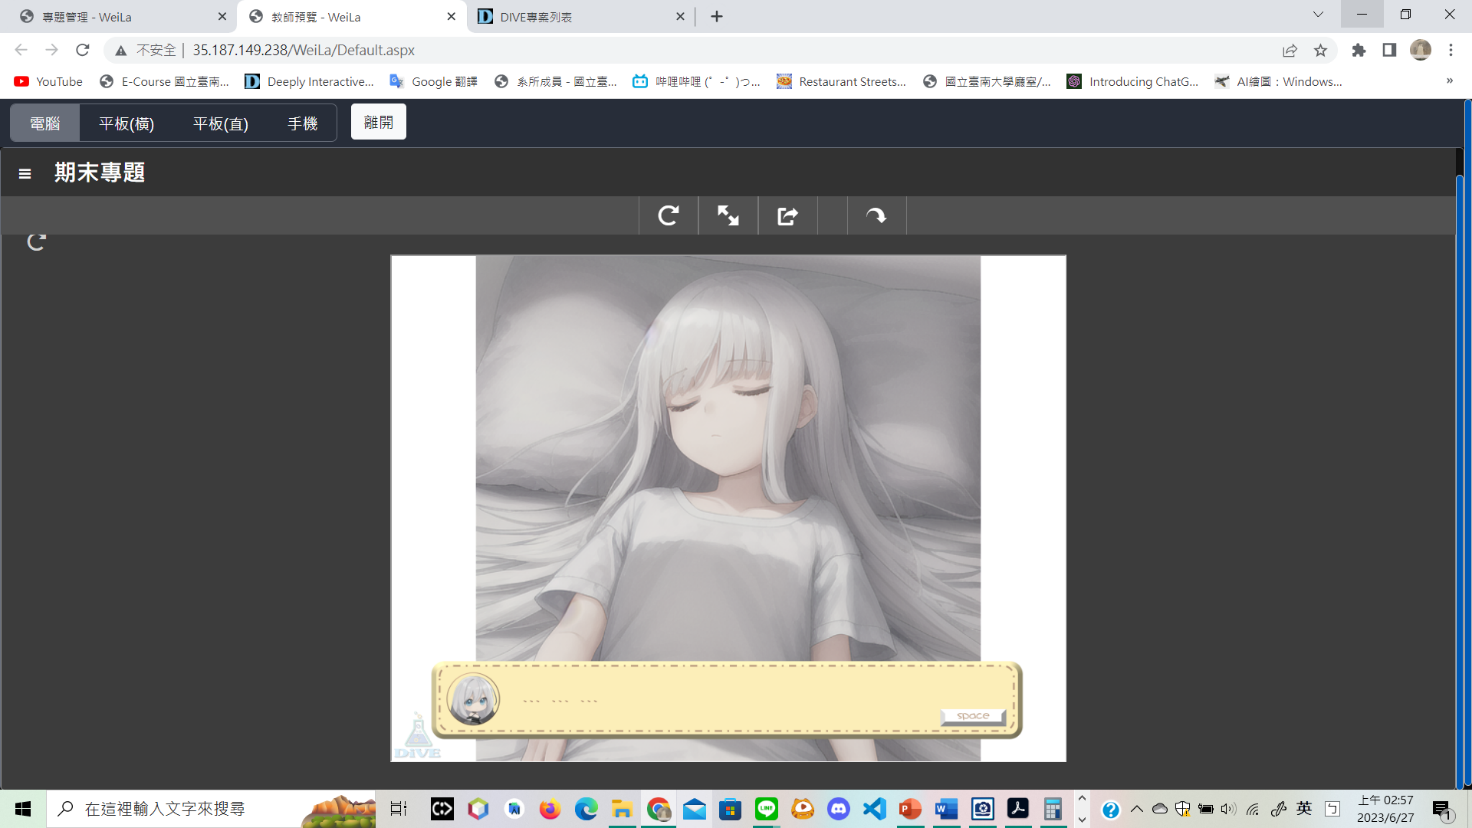 專題管理 - WeiLa
教師預覽 - WeiLa
DIVE專案列表
不安全
35.187.149.238/WeiLa/Default.aspx
YouTube
E-Course 國立臺南...
Deeply Interactive...
Google 翻譯
系所成員 - 國立臺...
哔哩哔哩 (゜-゜)つ...
Restaurant Streets...
國立臺南大學廳室/...
Introducing ChatG...
AI繪圖：Windows...
»
電腦
平板(橫)
平板(直)
手機
離開
期末專題
... ... ...
space
DIVE
在這裡輸入文字來搜尋
英
上午 02:57
2023/6/27
1